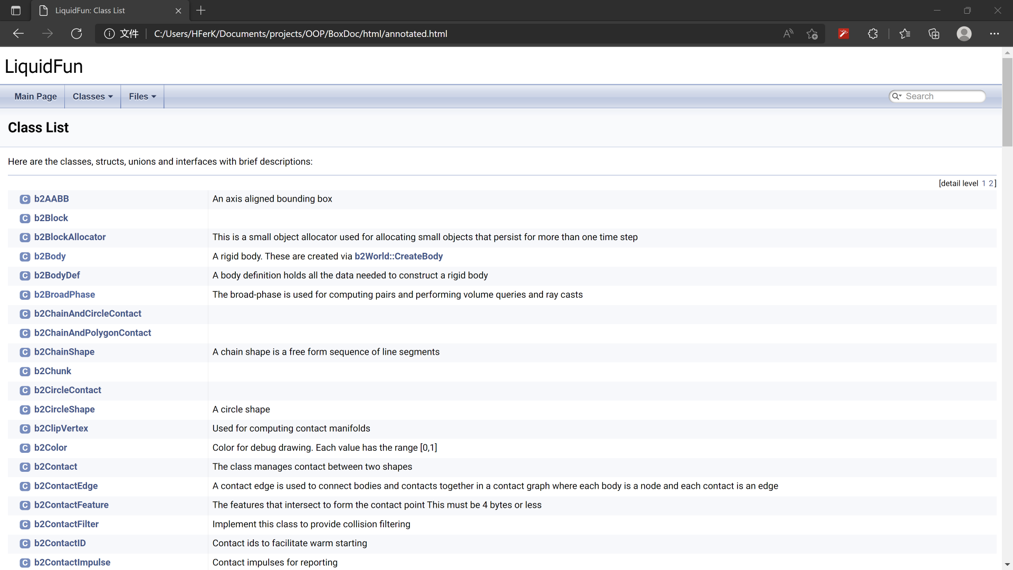 LiquidFun: Class List
文件 C:/Users/HFerK/Documents/projects/OOP/BoxDoc/html/annotated.html
LiquidFun
Main Page Classes Files Search
Class List
Here are the classes, structs, unions and interfaces with brief descriptions:
[detail level 1 2]
C b2AABB An axis aligned bounding box
C b2Block
C b2BlockAllocator This is a small object allocator used for allocating small objects that persist for more than one time step
C b2Body A rigid body. These are created via b2World::CreateBody
C b2BodyDef A body definition holds all the data needed to construct a rigid body
C b2BroadPhase The broad-phase is used for computing pairs and performing volume queries and ray casts
C b2ChainAndCircleContact
C b2ChainAndPolygonContact
C b2ChainShape A chain shape is a free form sequence of line segments
C b2Chunk
C b2CircleContact
C b2CircleShape A circle shape
C b2ClipVertex Used for computing contact manifolds
C b2Color Color for debug drawing. Each value has the range [0,1]
C b2Contact The class manages contact between two shapes
C b2ContactEdge A contact edge is used to connect bodies and contacts together in a contact graph where each body is a node and each contact is an edge
C b2ContactFeature The features that intersect to form the contact point This must be 4 bytes or less
C b2ContactFilter Implement this class to provide collision filtering
C b2ContactID Contact ids to facilitate warm starting
C b2ContactImpulse Contact impulses for reporting